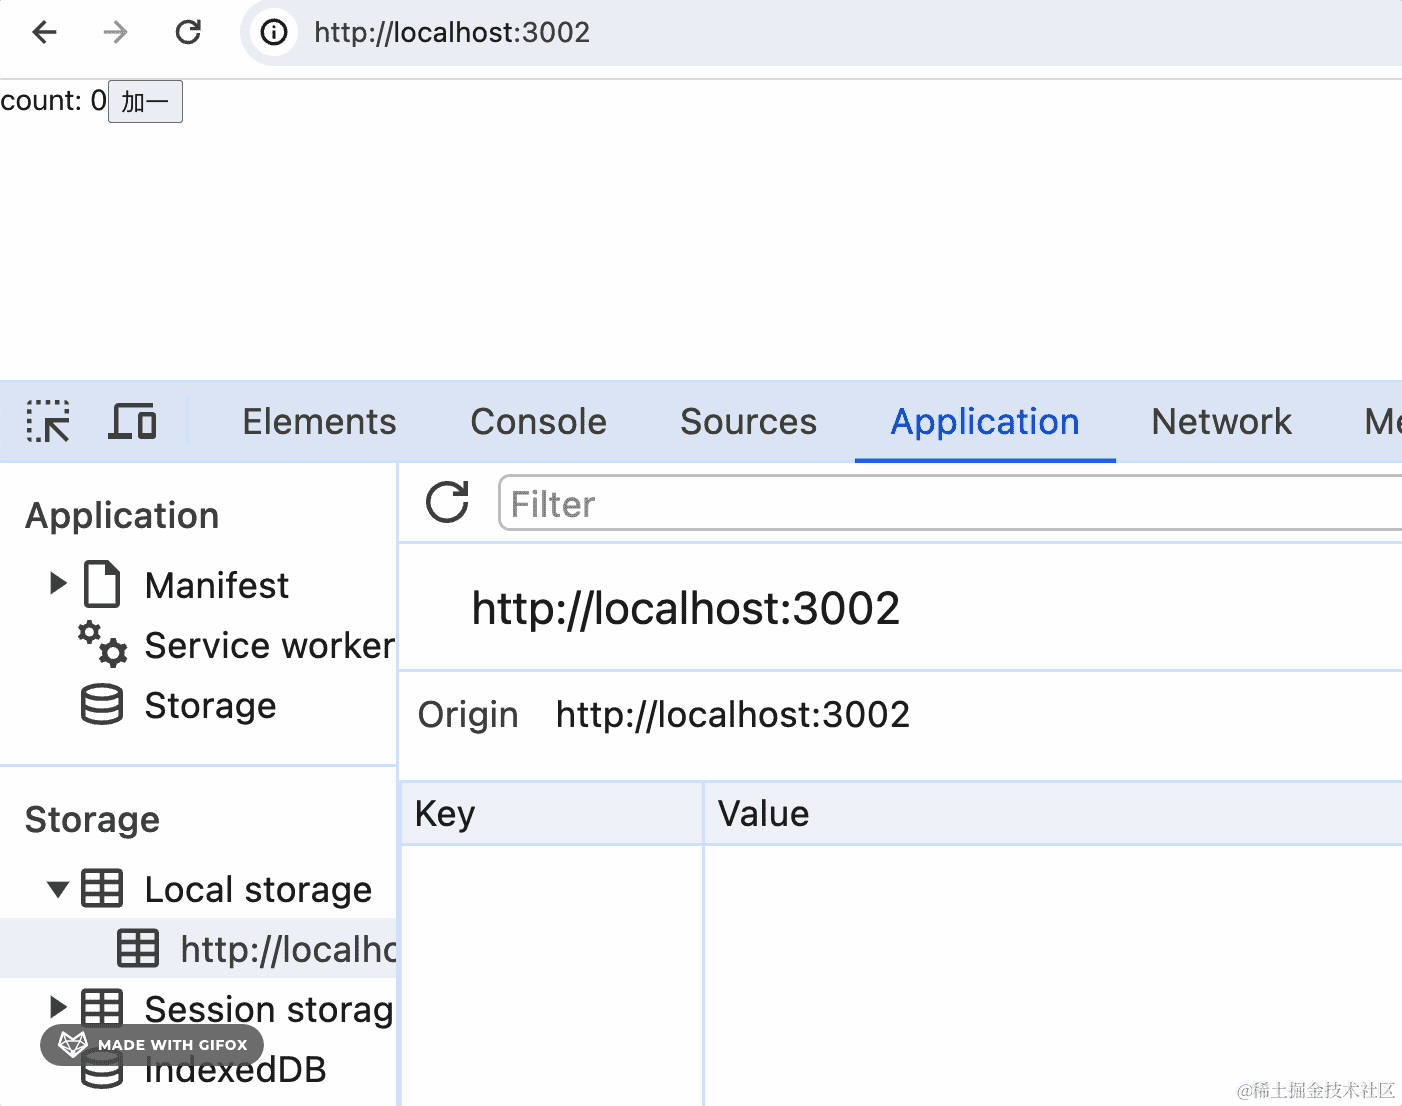 http://localhost:3002
count: 0 加一
Elements Console Sources Application Network Me
Application
Filter
Manifest
http://localhost:3002
Service worker
Storage
Origin http://localhost:3002
Storage
Key Value
Local storage
http://localho
Session storag
MADE WITH GIFOX
IndexedDB
@稀土掘金技术社区